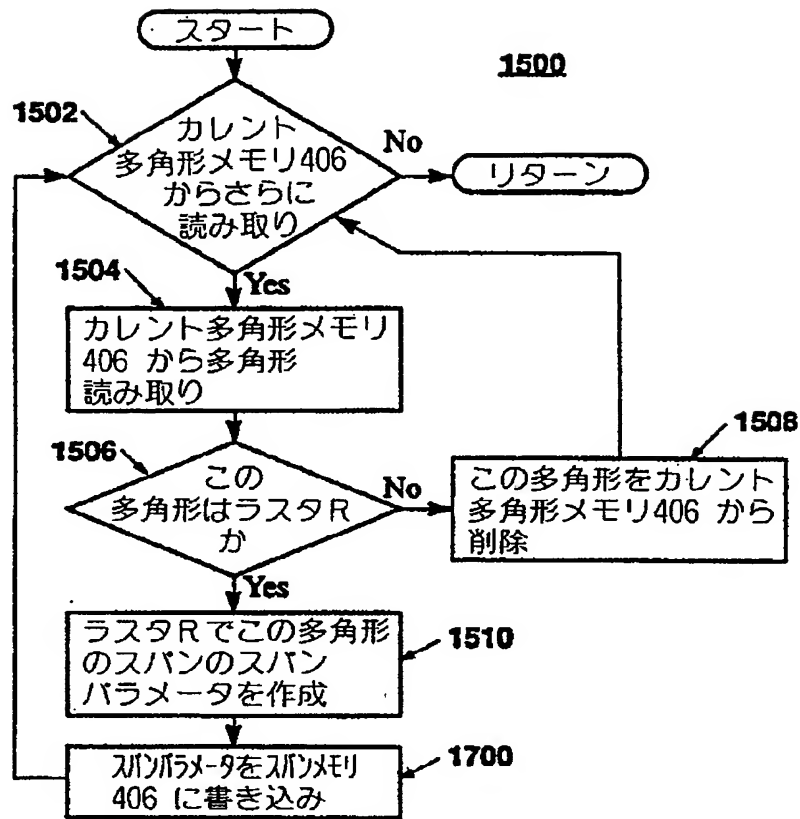 スタート
1500
1502
カレント
多角形メモリ406
からさらに
読み取り
No
リターン
Yes
1504
カレント多角形メモリ
406 から多角形
読み取り
1506
この
多角形はラスタR
か
No
1508
この多角形をカレント
多角形メモリ406 から
削除
Yes
ラスタRでこの多角形
のスパンのスパン
パラメータを作成
1510
スパンパラメータをスパンメモリ
406 に書き込み
1700